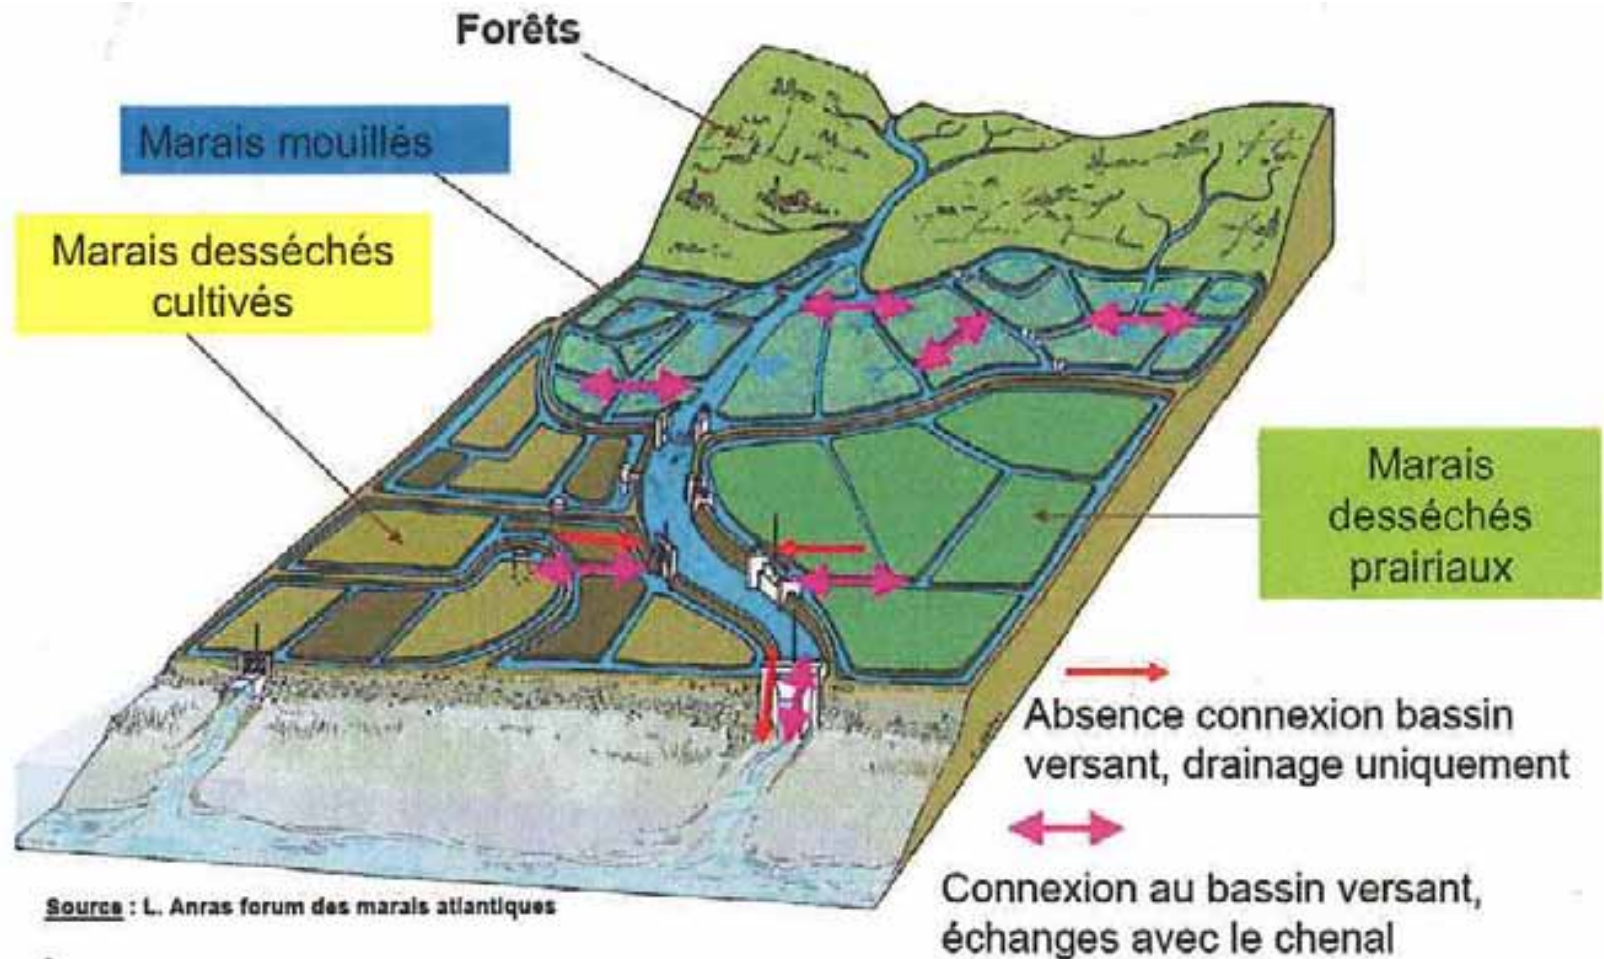 Forêts
Marais mouillés
Marais desséchés
cultivés
Marais
desséchés
prairiaux
Absence connexion bassin
versant, drainage uniquement
Connexion au bassin versant,
échanges avec le chenal
Source : L. Anras forum des marais atlantiques